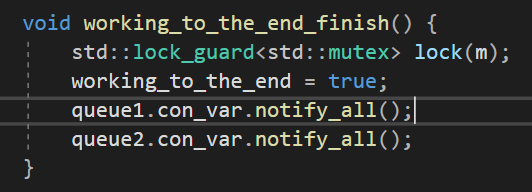 void working_to_the_end_finish() {
    std::lock_guard<std::mutex> lock(m);
    working_to_the_end = true;
    queue1.con_var.notify_all();
    queue2.con_var.notify_all();
}